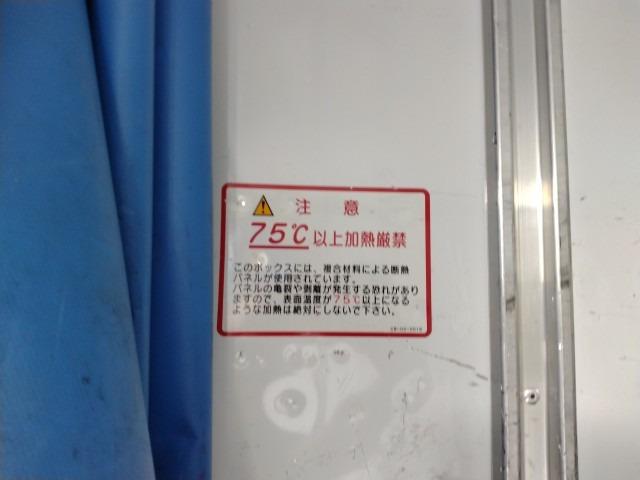 注意
75℃以上加熱厳禁
このボックスには、複合材料による断熱
パネルが使用されています。
パネルの亀裂や剥離が発生する恐れがあり
ますので、表面温度が75℃以上になる
ような加熱は絶対にしないで下さい。